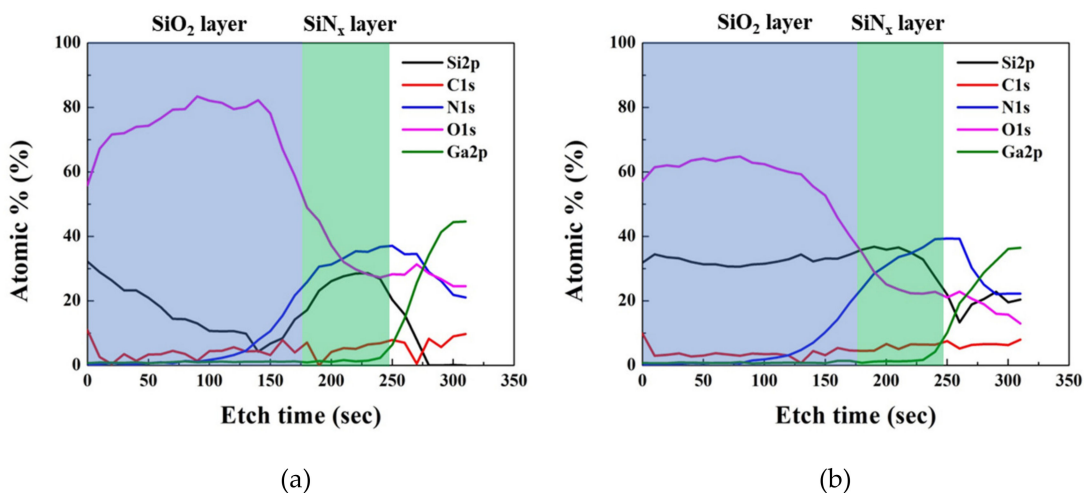 SiO2 layer SiNx layer
100
80
60
40
20
0
Atomic % (%)
Si2p
C1s
N1s
O1s
Ga2p
0 50 100 150 200 250 300 350
Etch time (sec)
(a)
SiO2 layer SiNx layer
100
80
60
40
20
0
Atomic % (%)
Si2p
C1s
N1s
O1s
Ga2p
0 50 100 150 200 250 300 350
Etch time (sec)
(b)